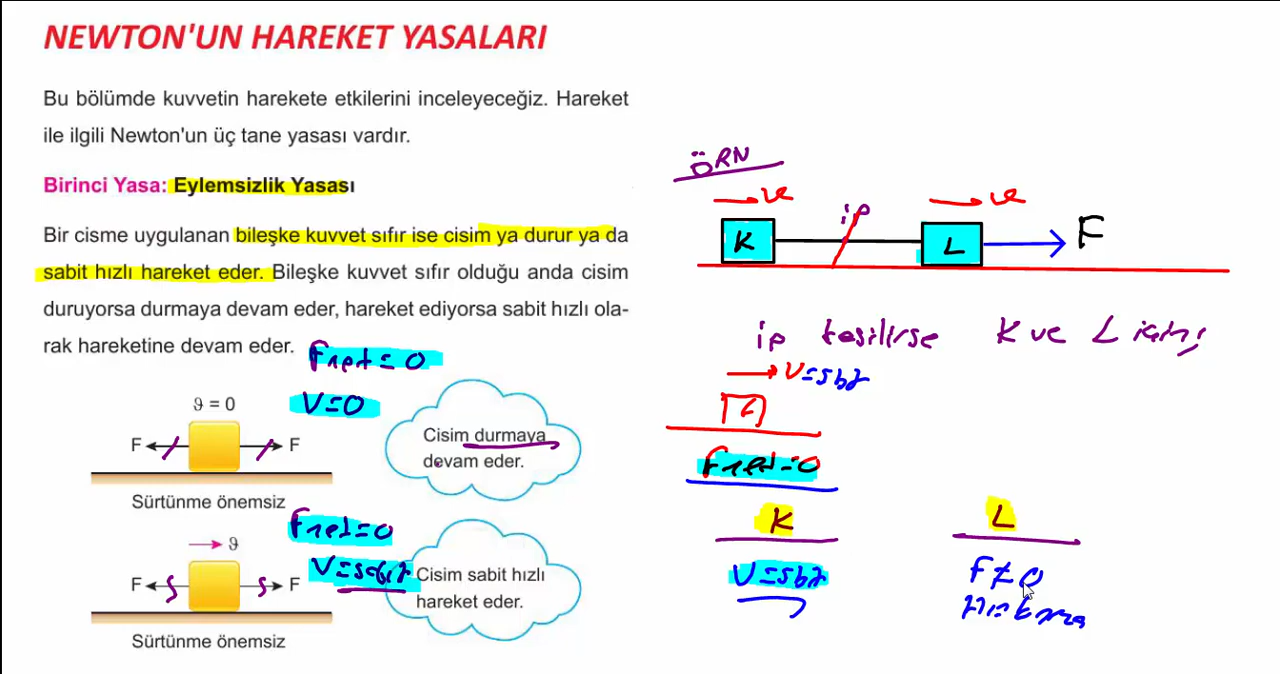 NEWTON'UN HAREKET YASALARI
Bu bölümde kuvvetin harekete etkilerini inceleyeceğiz. Hareket
ile ilgili Newton'un üç tane yasası vardır.
Birinci Yasa: Eylemsizlik Yasası
Bir cisme uygulanan bileşke kuvvet sıfır ise cisim ya durur ya da
sabit hızlı hareket eder. Bileşke kuvvet sıfır olduğu anda cisim
duruyorsa durmaya devam eder, hareket ediyorsa sabit hızlı ola-
rak hareketine devam eder.
Fnet=0
ϑ = 0
V=0
F
F
Cisim durmaya
devam eder.
Sürtünme önemsiz
Fnet=0
ϑ
V=sabit
F
F
Cisim sabit hızlı
hareket eder.
Sürtünme önemsiz
ÖRN
ip
K
L
F
ip kesilirse K ve L için;
V=sbt
Fnet=0
K
L
V=sbt
F≠0